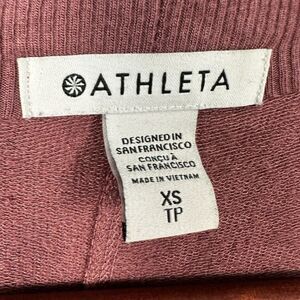 ATHLETA
DESIGNED IN
SAN FRANCISCO
CONÇU À
SAN FRANCISCO
MADE IN VIETNAM
XS
TP